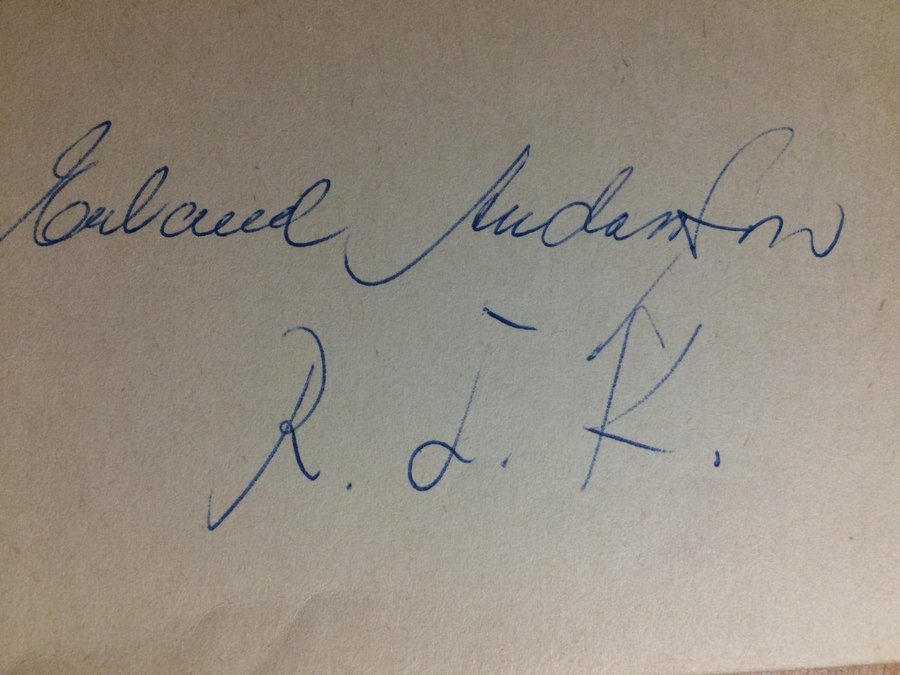 Erland Andersson
R. I. K.